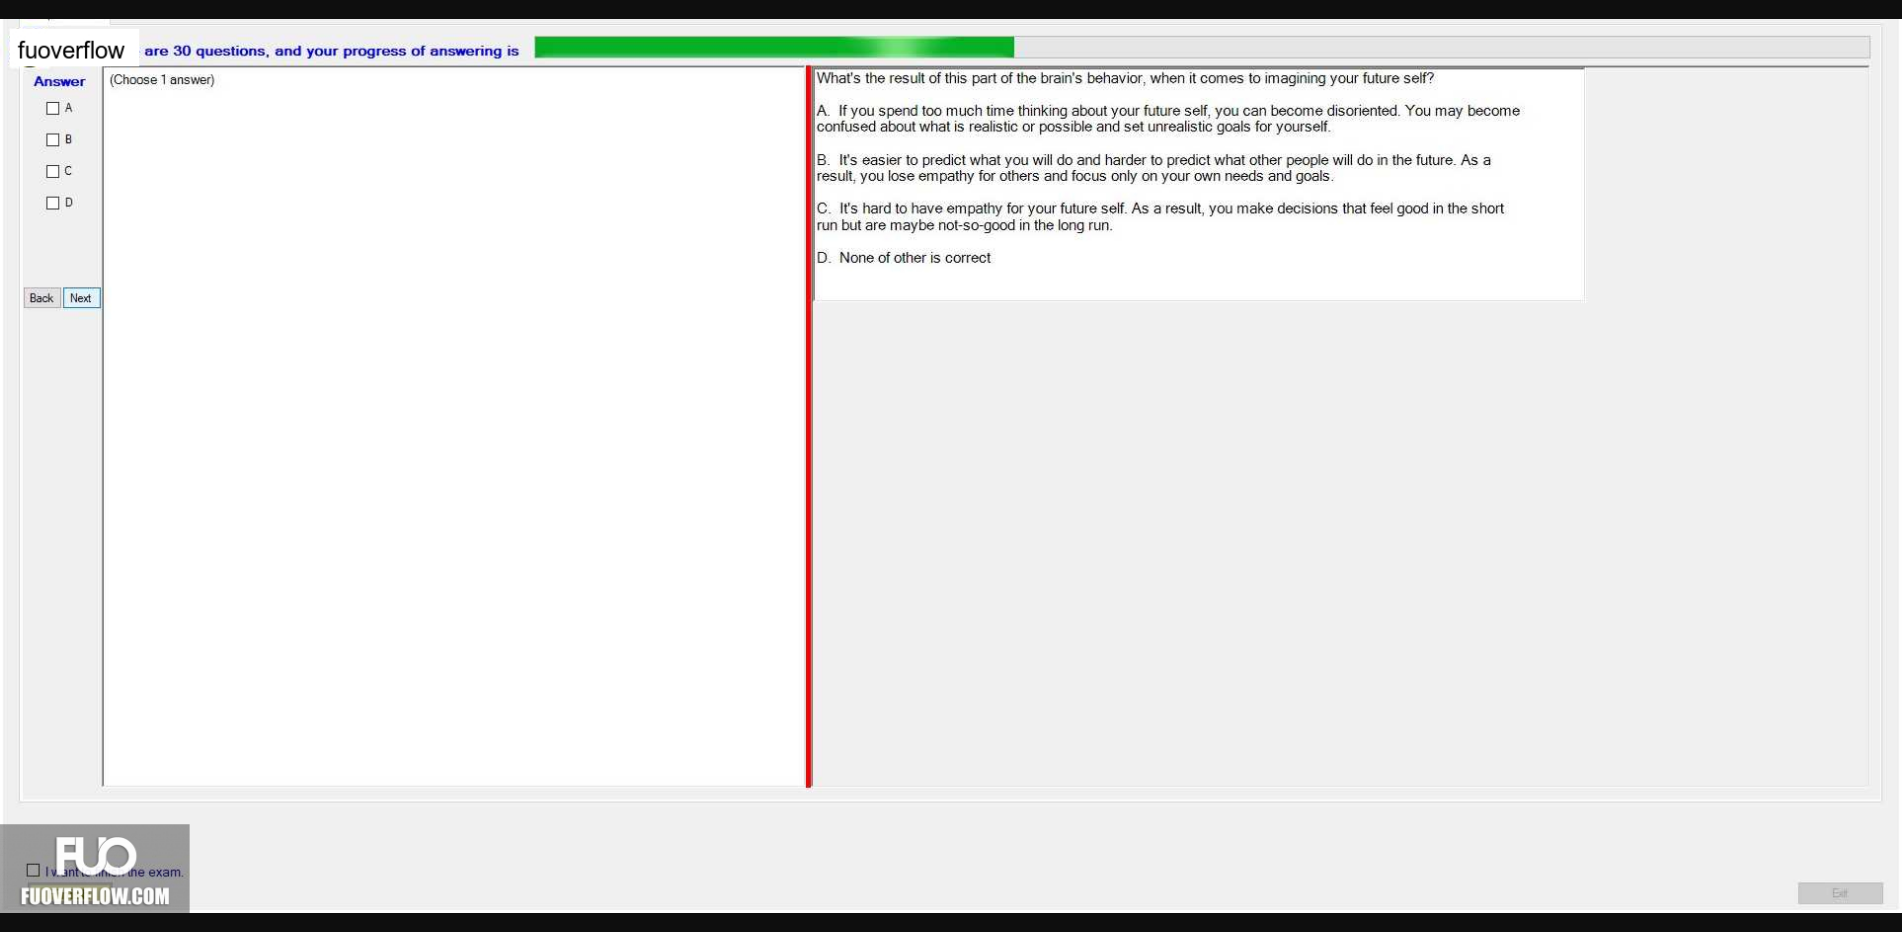 fuoverflow are 30 questions, and your progress of answering is
Answer
(Choose 1 answer)
A
B
C
D
Back Next
What's the result of this part of the brain's behavior, when it comes to imagining your future self?
A. If you spend too much time thinking about your future self, you can become disoriented. You may become
confused about what is realistic or possible and set unrealistic goals for yourself.
B. It's easier to predict what you will do and harder to predict what other people will do in the future. As a
result, you lose empathy for others and focus only on your own needs and goals.
C. It's hard to have empathy for your future self. As a result, you make decisions that feel good in the short
run but are maybe not-so-good in the long run.
D. None of other is correct
FUO
I want to finish the exam.
FUOVERFLOW.COM
Exit